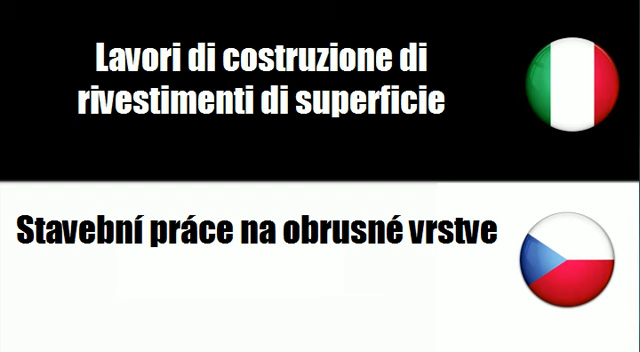 Lavori di costruzione di
rivestimenti di superficie
Stavební práce na obrusné vrstve